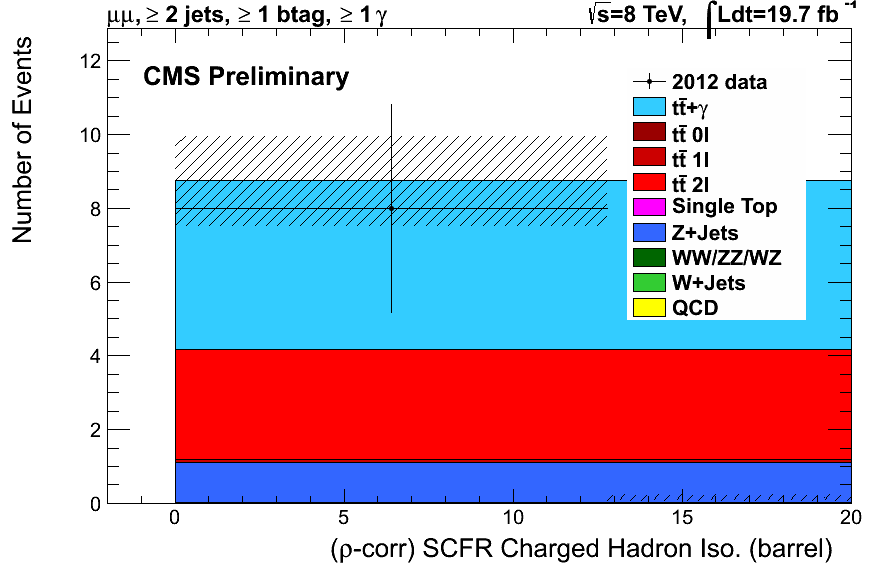 μμ, ≥ 2 jets, ≥ 1 btag, ≥ 1 γ
√s=8 TeV, ∫Ldt=19.7 fb⁻¹
CMS Preliminary
2012 data
tt̄+γ
tt̄ 0l
tt̄ 1l
tt̄ 2l
Single Top
Z+Jets
WW/ZZ/WZ
W+Jets
QCD
Number of Events
12
10
8
6
4
2
0
0 5 10 15 20
(ρ-corr) SCFR Charged Hadron Iso. (barrel)